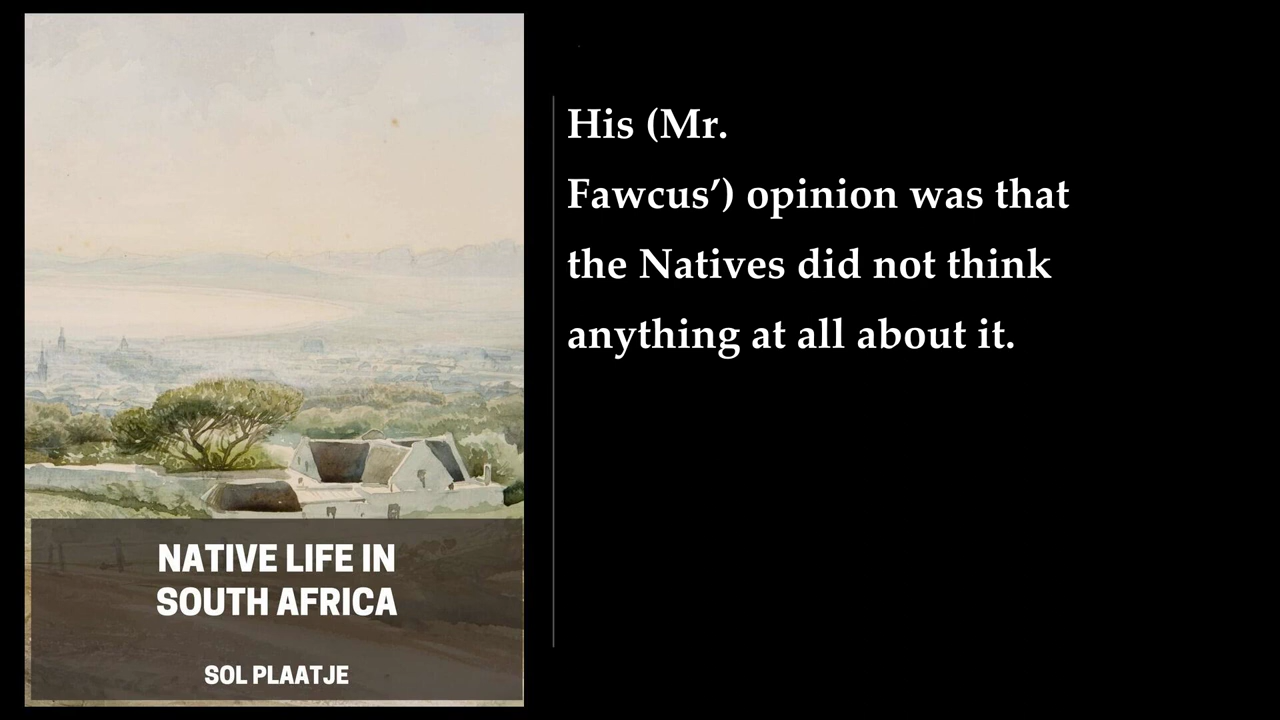 His (Mr.
Fawcus’) opinion was that
the Natives did not think
anything at all about it.
NATIVE LIFE IN
SOUTH AFRICA
SOL PLAATJE